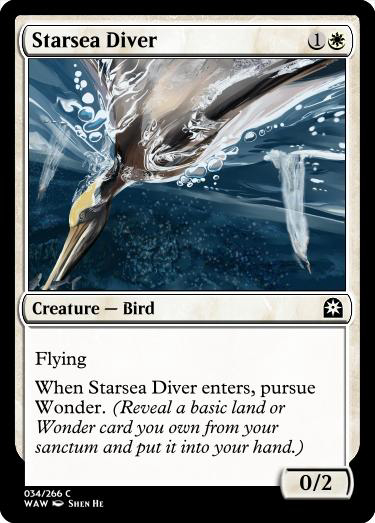 Starsea Diver 1
Creature — Bird
Flying
When Starsea Diver enters, pursue
Wonder. (Reveal a basic land or
Wonder card you own from your
sanctum and put it into your hand.)
0/2
034/266 C
WAW Shen He